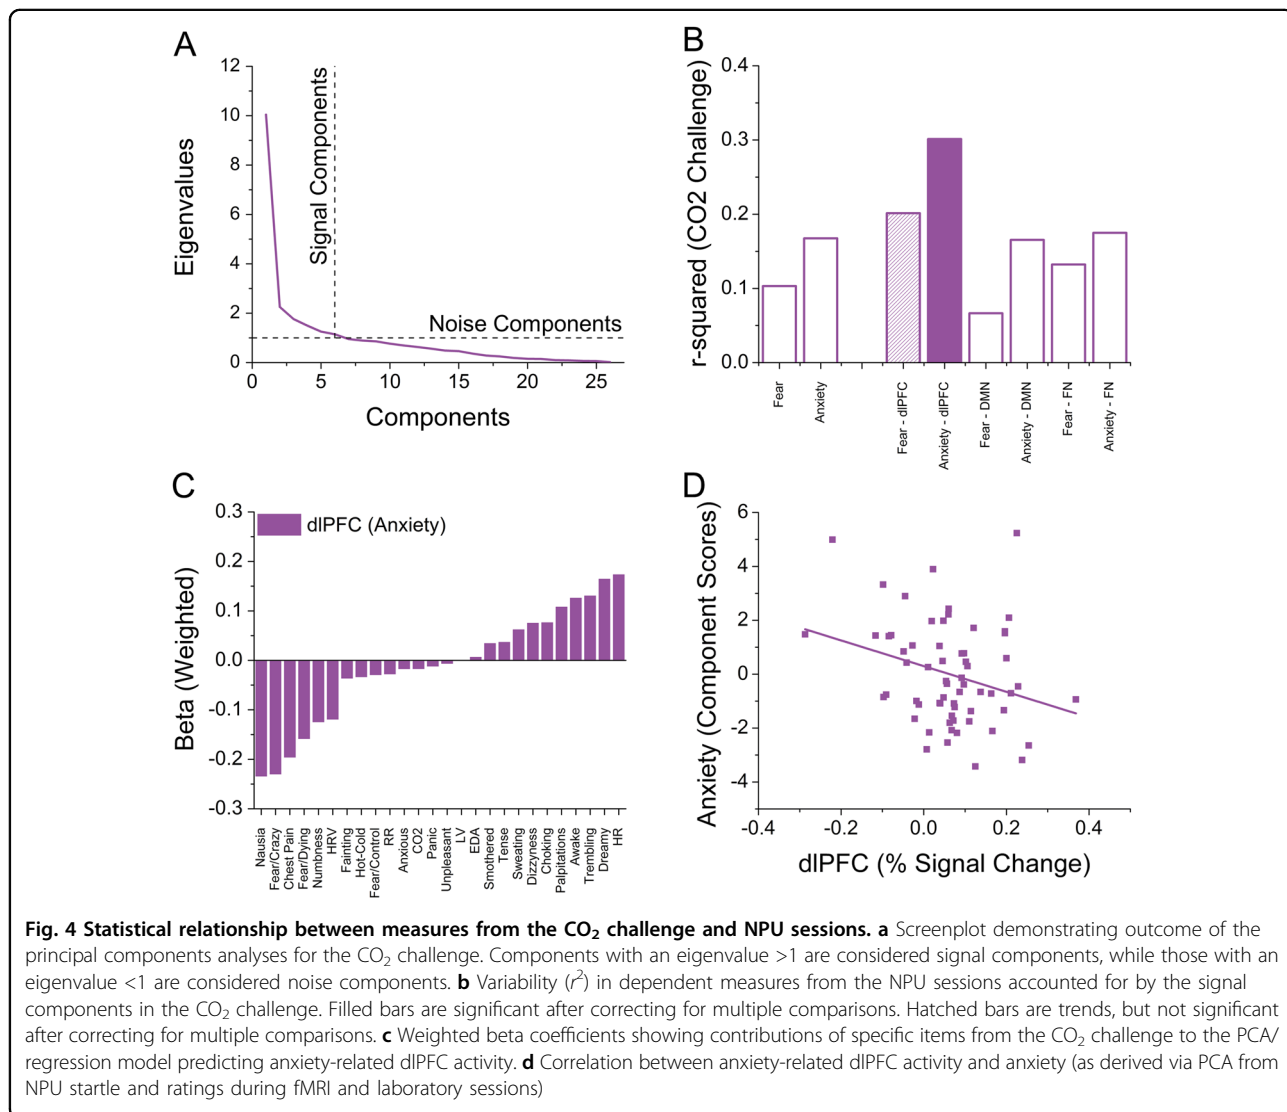 A
12
10
8
6
4
2
0
Eigenvalues
Signal Components
Noise Components
0
5
10
15
20
25
Components
B
0.4
0.3
0.2
0.1
0.0
r-squared (CO2 Challenge)
Fear
Anxiety
Fear - dlPFC
Anxiety - dlPFC
Fear - DMN
Anxiety - DMN
Fear - FN
Anxiety - FN
C
0.3
0.2
0.1
0.0
-0.1
-0.2
-0.3
Beta (Weighted)
dlPFC (Anxiety)
Nausia
Fear/Crazy
Chest Pain
Fear/Dying
Numbness
HRV
Fainting
Hot-Cold
Fear/Control
RR
Anxious
CO2
Panic
Unpleasant
LV
EDA
Smothered
Tense
Sweating
Dizzyness
Choking
Palpitations
Awake
Trembling
Dreamy
HR
D
6
4
2
0
-2
-4
Anxiety (Component Scores)
-0.4
-0.2
0.0
0.2
0.4
dlPFC (% Signal Change)
Fig. 4 Statistical relationship between measures from the CO₂ challenge and NPU sessions. a Screenplot demonstrating outcome of the
principal components analyses for the CO₂ challenge. Components with an eigenvalue >1 are considered signal components, while those with an
eigenvalue <1 are considered noise components. b Variability (r²) in dependent measures from the NPU sessions accounted for by the signal
components in the CO₂ challenge. Filled bars are significant after correcting for multiple comparisons. Hatched bars are trends, but not significant
after correcting for multiple comparisons. c Weighted beta coefficients showing contributions of specific items from the CO₂ challenge to the PCA/
regression model predicting anxiety-related dlPFC activity. d Correlation between anxiety-related dlPFC activity and anxiety (as derived via PCA from
NPU startle and ratings during fMRI and laboratory sessions)